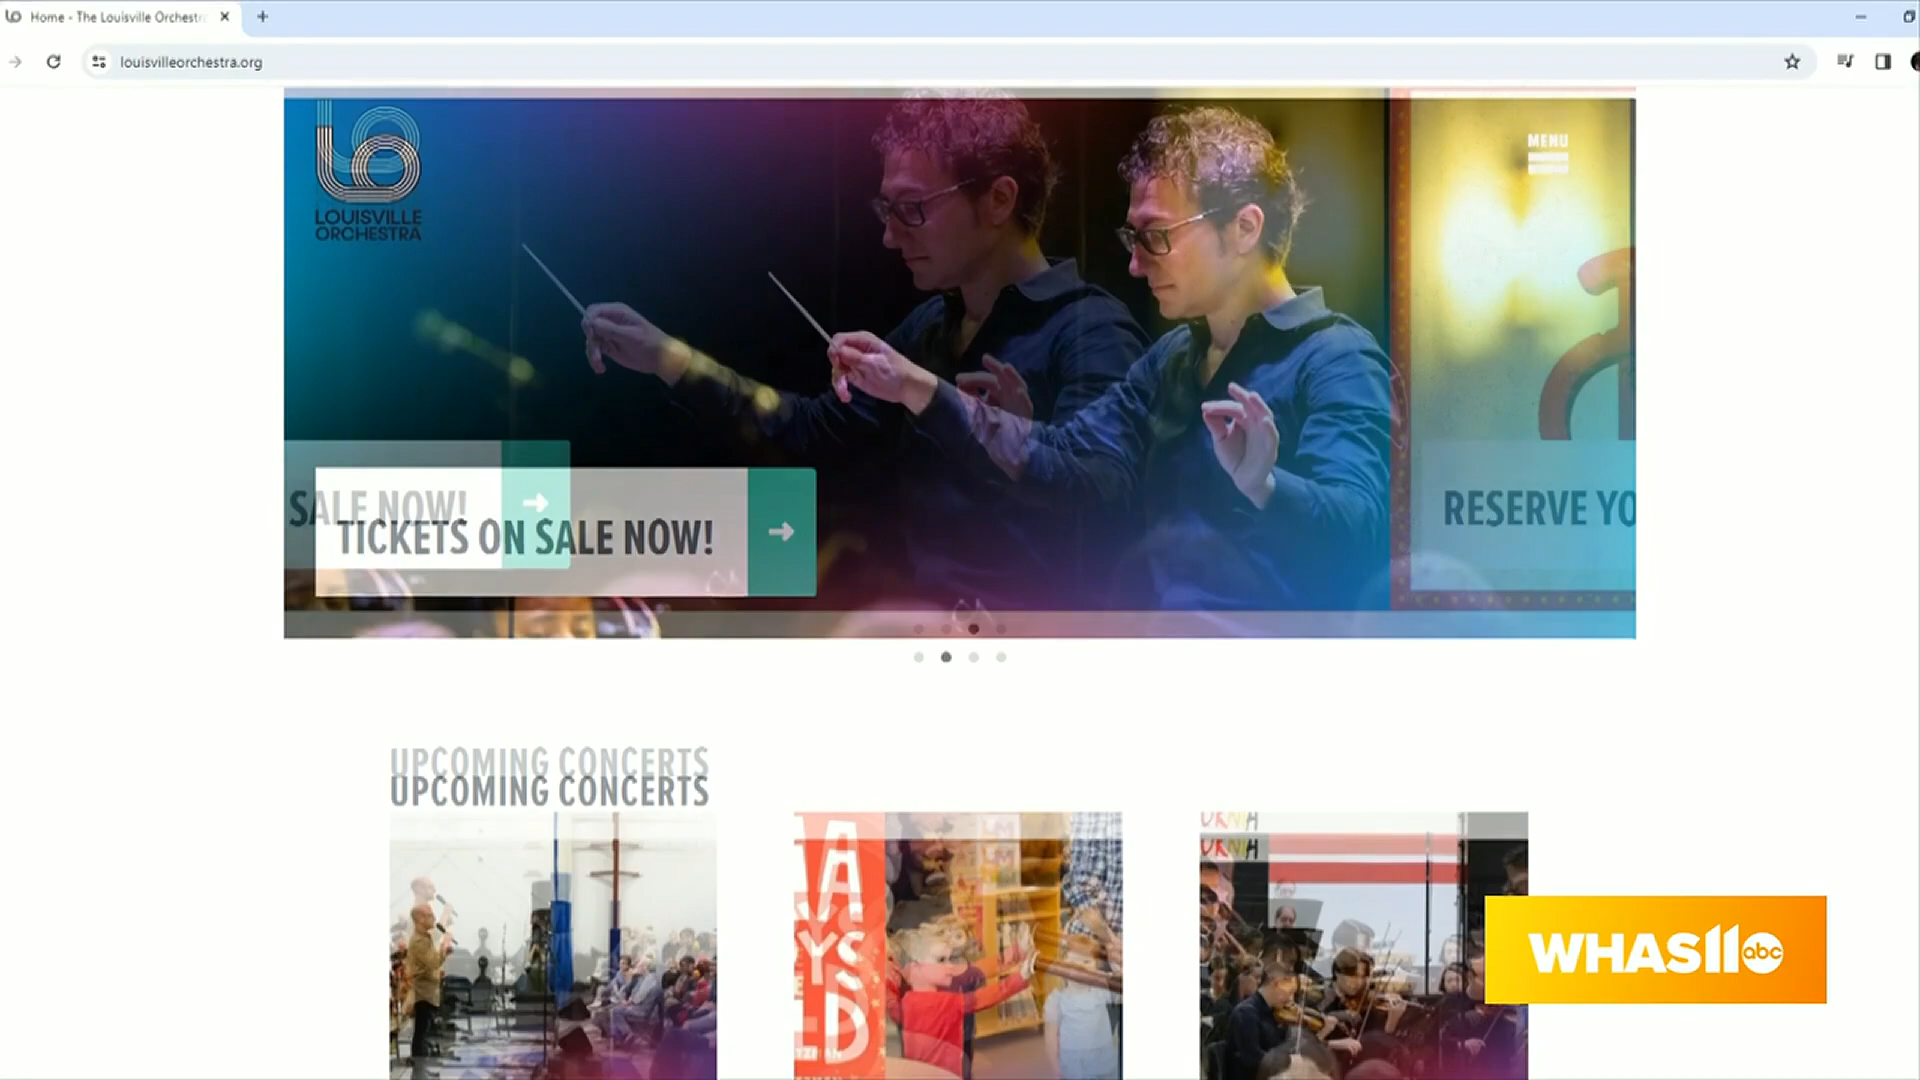 Home - The Louisville Orchestr
louisvilleorchestra.org
MENU
LOUISVILLE
ORCHESTRA
SALE NOW!
RESERVE YO
TICKETS ON SALE NOW!
UPCOMING CONCERTS
UPCOMING CONCERTS
WHAS11 abc